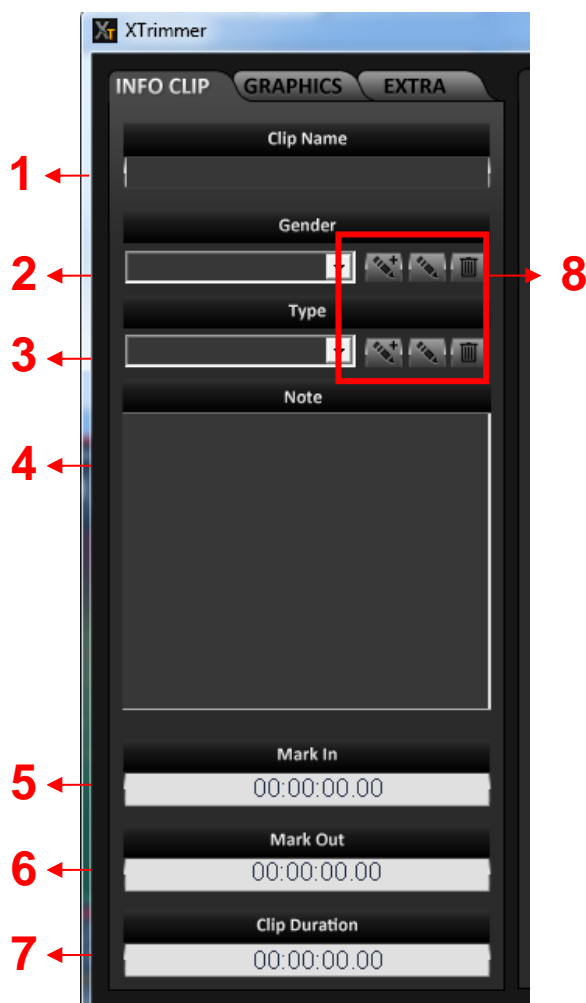 XT XTrimmer
INFO CLIP GRAPHICS EXTRA
Clip Name
1
Gender
2 8
Type
3
Note
4
Mark In
5 00:00:00.00
Mark Out
6 00:00:00.00
Clip Duration
7 00:00:00.00